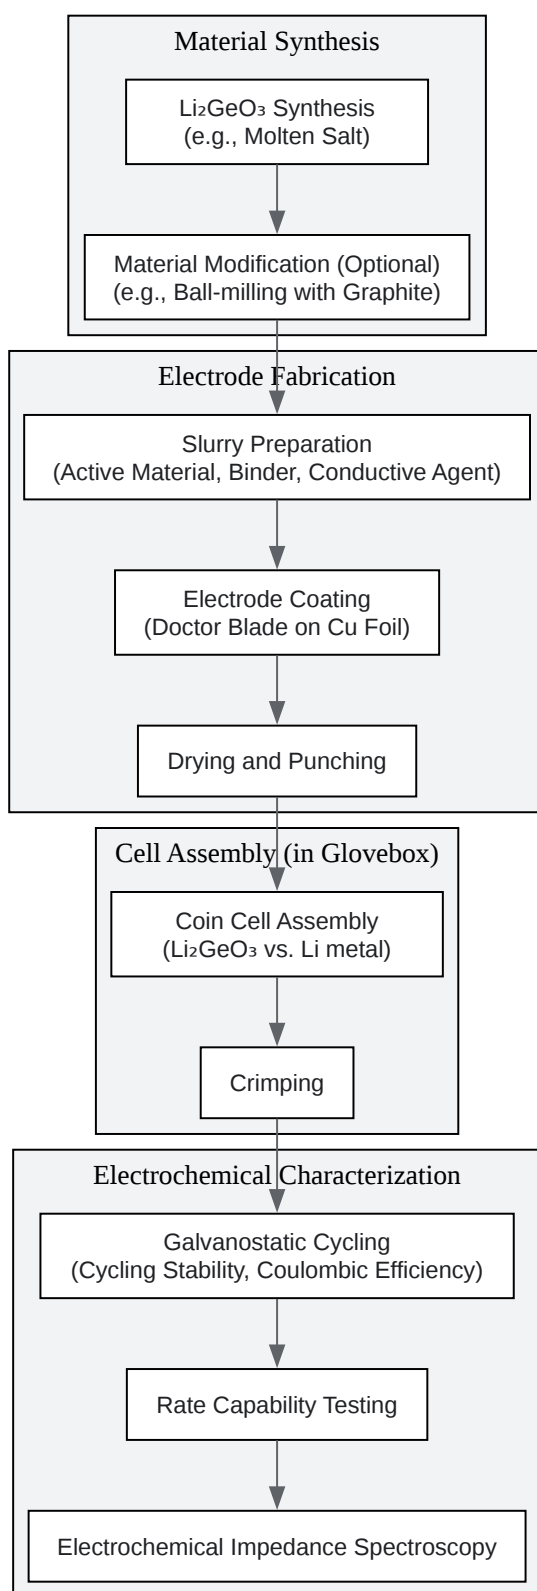 Material Synthesis
Li₂GeO₃ Synthesis
(e.g., Molten Salt)
Material Modification (Optional)
(e.g., Ball-milling with Graphite)
Electrode Fabrication
Slurry Preparation
(Active Material, Binder, Conductive Agent)
Electrode Coating
(Doctor Blade on Cu Foil)
Drying and Punching
Cell Assembly (in Glovebox)
Coin Cell Assembly
(Li₂GeO₃ vs. Li metal)
Crimping
Electrochemical Characterization
Galvanostatic Cycling
(Cycling Stability, Coulombic Efficiency)
Rate Capability Testing
Electrochemical Impedance Spectroscopy